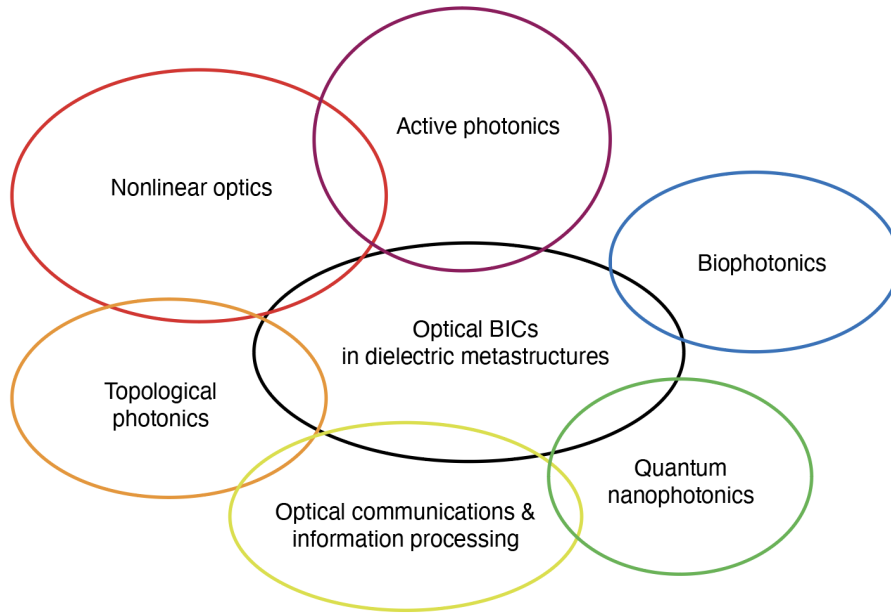 Active photonics
Nonlinear optics
Biophotonics
Optical BICs
in dielectric metastructures
Topological
photonics
Quantum
nanophotonics
Optical communications &
information processing